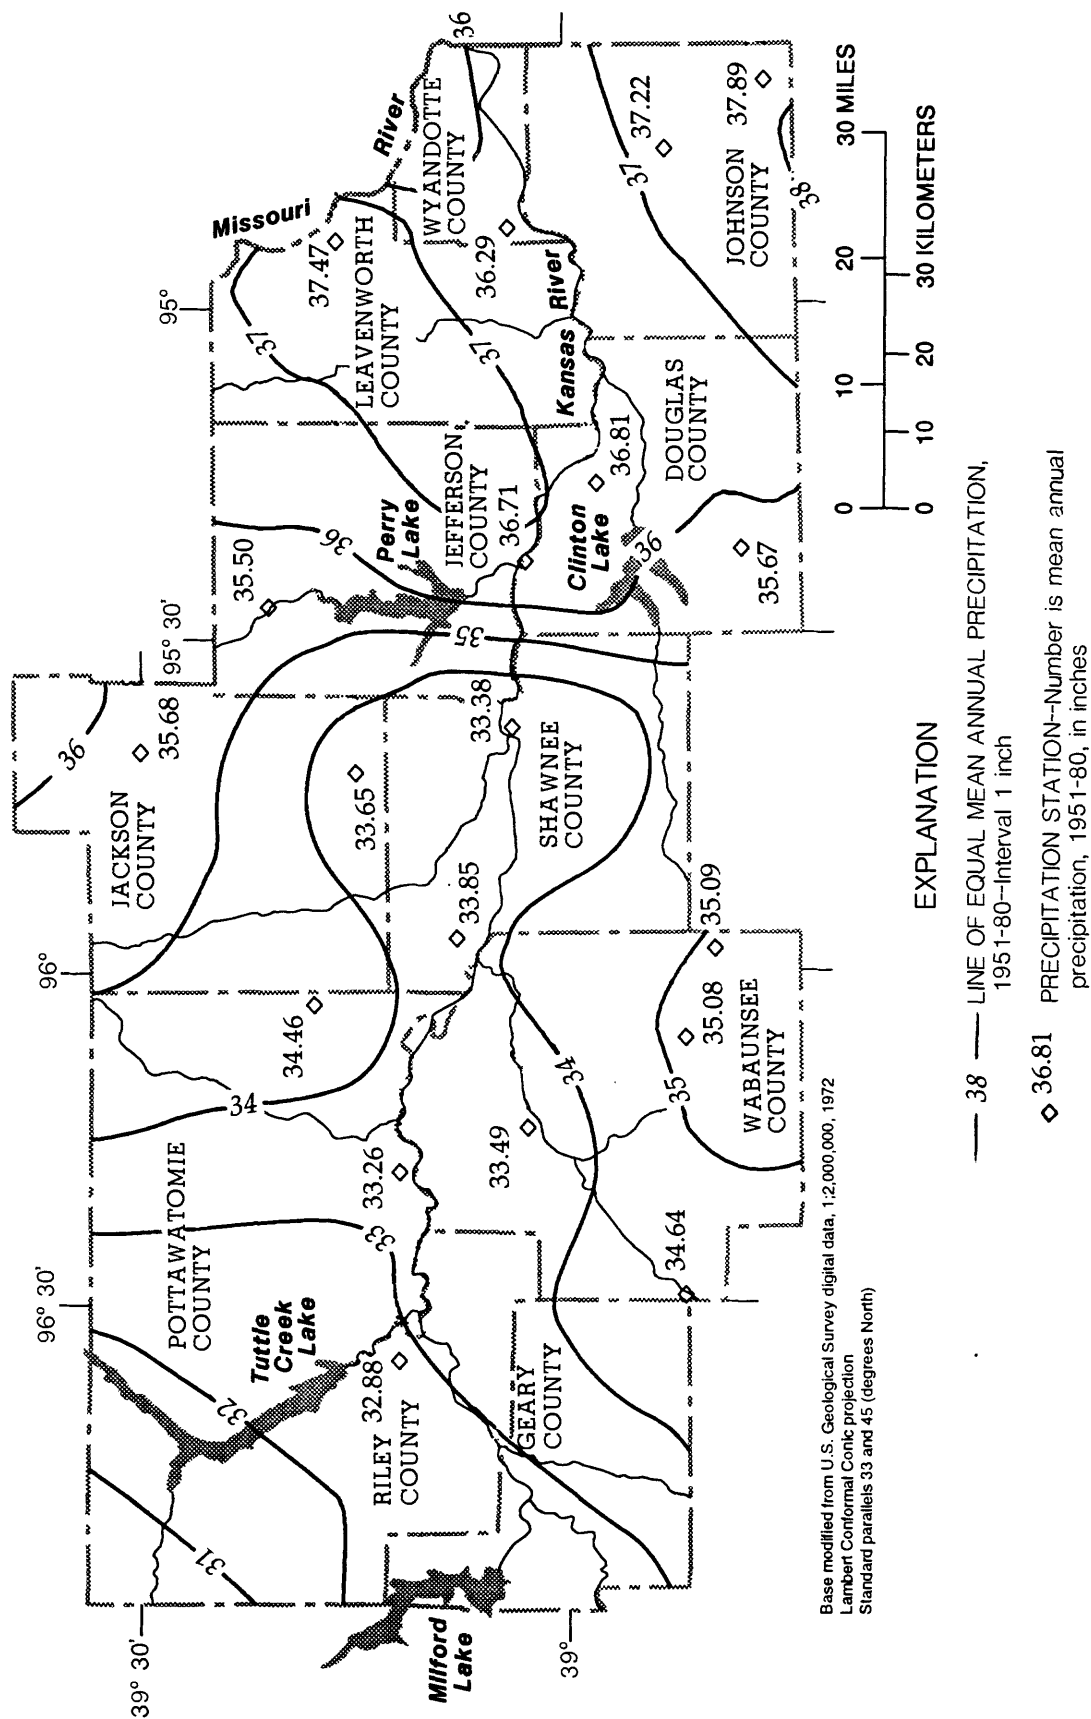 96° 30'
96°
95° 30'
95°
39° 30'
39°
31
32
33
34
34
35
35
36
36
36
36
37
37
37
38
POTTAWATOMIE
COUNTY
JACKSON
COUNTY
RILEY
COUNTY
GEARY
COUNTY
WABAUNSEE
COUNTY
SHAWNEE
COUNTY
JEFFERSON
COUNTY
LEAVENWORTH
COUNTY
WYANDOTTE
COUNTY
DOUGLAS
COUNTY
JOHNSON
COUNTY
Tuttle
Creek
Lake
Milford
Lake
Perry
Lake
Clinton
Lake
Kansas River
Missouri River
32.88
33.26
34.46
33.49
34.64
35.08
35.09
33.85
33.65
33.38
35.68
35.50
36.71
36.81
35.67
37.47
36.29
37.22
37.89
0 10 20 30 MILES
0 10 20 30 KILOMETERS
Base modified from U.S. Geological Survey digital data, 1:2,000,000, 1972
Lambert Conformal Conic projection
Standard parallels 33 and 45 (degrees North)
EXPLANATION
— 38 — LINE OF EQUAL MEAN ANNUAL PRECIPITATION,
1951-80--Interval 1 inch
◇ 36.81 PRECIPITATION STATION--Number is mean annual
precipitation, 1951-80, in inches